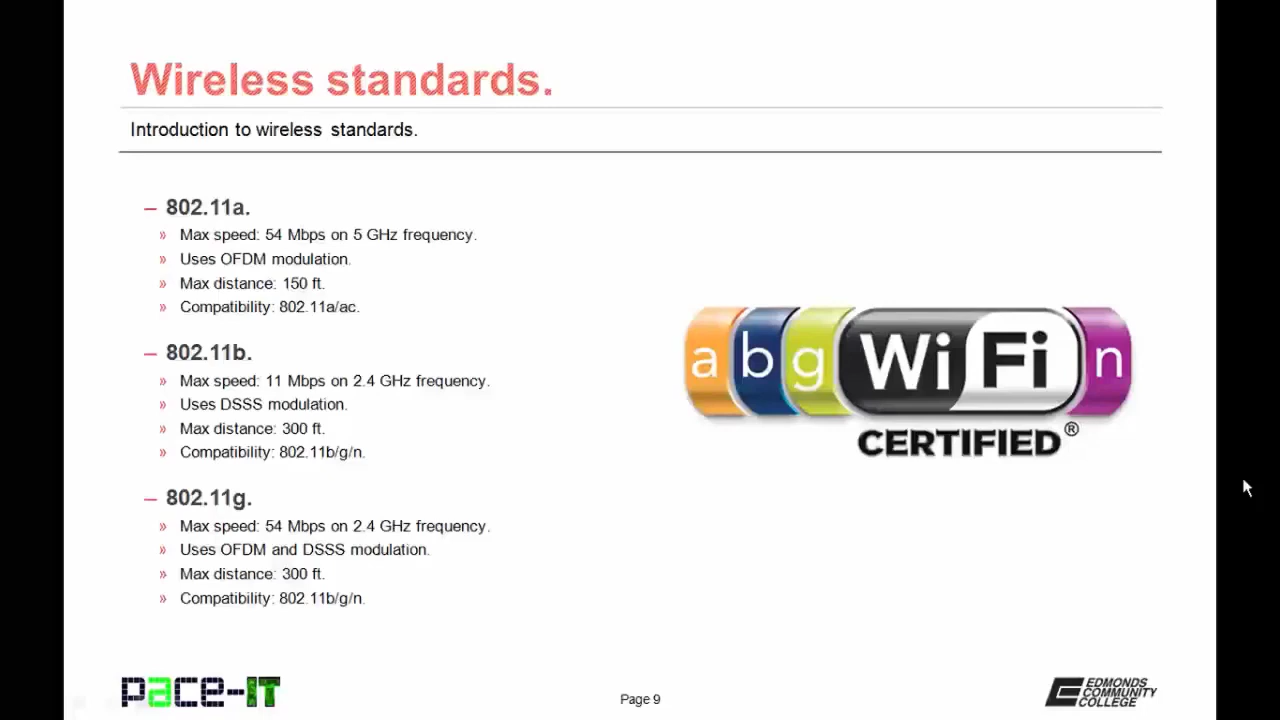 Wireless standards.
Introduction to wireless standards.
– 802.11a.
» Max speed: 54 Mbps on 5 GHz frequency.
» Uses OFDM modulation.
» Max distance: 150 ft.
» Compatibility: 802.11a/ac.
– 802.11b.
» Max speed: 11 Mbps on 2.4 GHz frequency.
» Uses DSSS modulation.
» Max distance: 300 ft.
» Compatibility: 802.11b/g/n.
– 802.11g.
» Max speed: 54 Mbps on 2.4 GHz frequency.
» Uses OFDM and DSSS modulation.
» Max distance: 300 ft.
» Compatibility: 802.11b/g/n.
a b g Wi Fi n
CERTIFIED®
pace-IT
Page 9
EDMONDS
COMMUNITY
COLLEGE